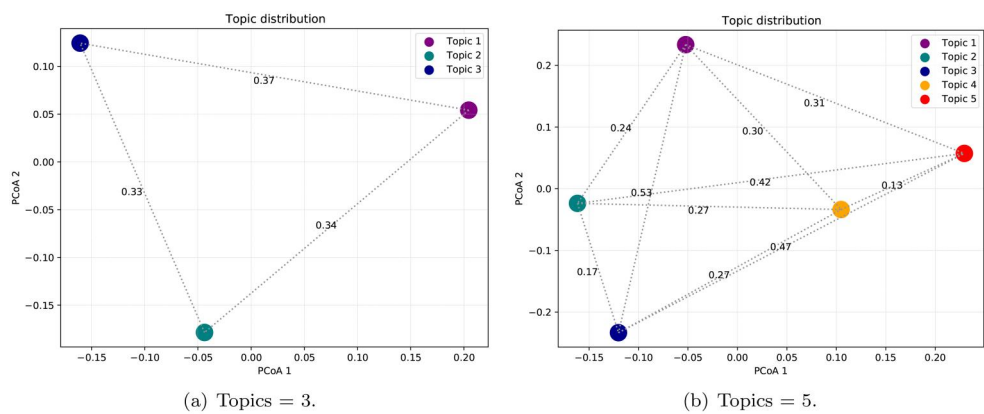 Topic distribution
Topic 1
Topic 2
Topic 3
0.10
0.05
0.00
−0.05
−0.10
−0.15
PCoA 2
0.37
0.33
0.34
−0.15
−0.10
−0.05
0.00
0.05
0.10
0.15
0.20
PCoA 1
(a) Topics = 3.
Topic distribution
Topic 1
Topic 2
Topic 3
Topic 4
Topic 5
0.2
0.1
0.0
−0.1
−0.2
PCoA 2
0.31
0.24
0.30
0.13
0.53
0.42
0.27
0.47
0.17
0.27
−0.15
−0.10
−0.05
0.00
0.05
0.10
0.15
0.20
PCoA 1
(b) Topics = 5.